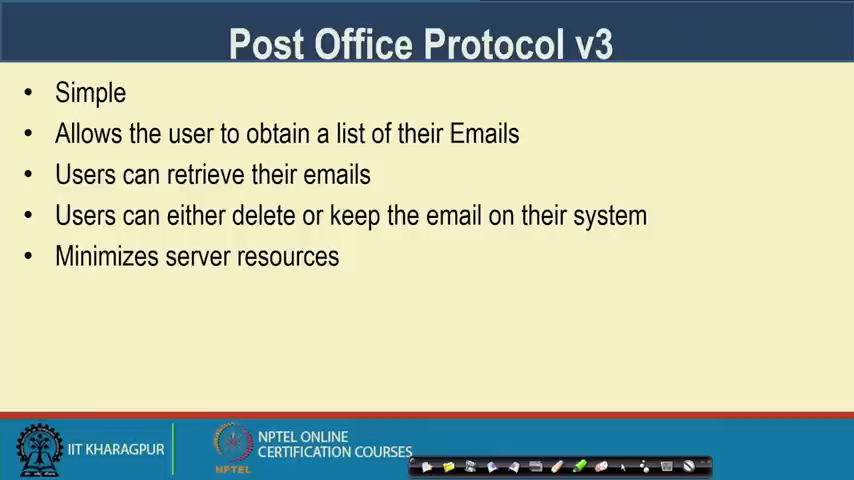 Post Office Protocol v3
• Simple
• Allows the user to obtain a list of their Emails
• Users can retrieve their emails
• Users can either delete or keep the email on their system
• Minimizes server resources
IIT KHARAGPUR
NPTEL
NPTEL ONLINE
CERTIFICATION COURSES